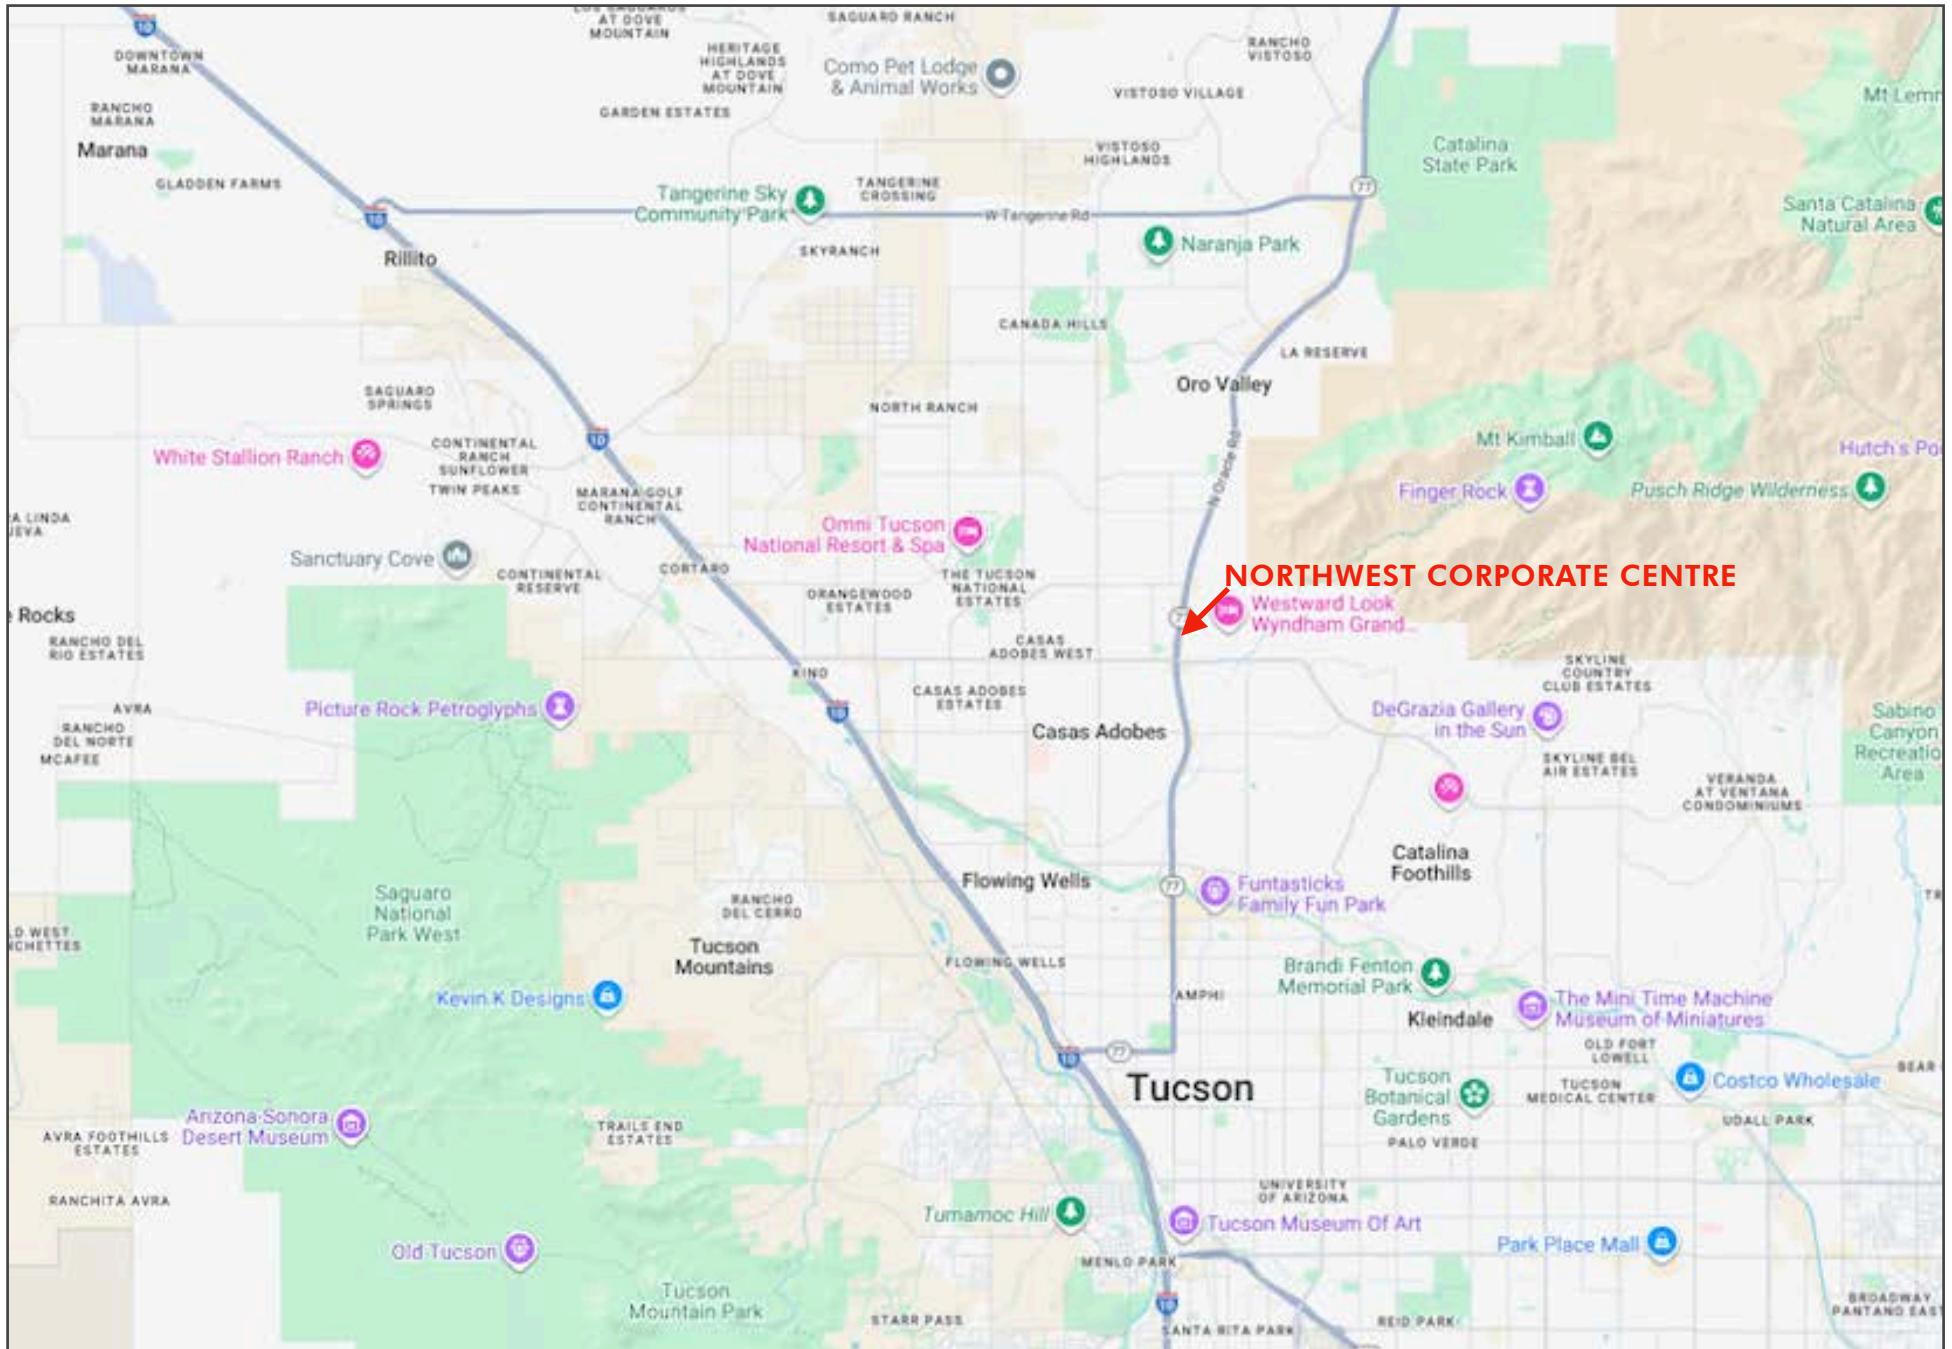 AT DOVE
MOUNTAIN
SAGUARO RANCH
HERITAGE
HIGHLANDS
AT DOVE
MOUNTAIN
RANCHO
VISTOSO
10
DOWNTOWN
MARANA
Como Pet Lodge
& Animal Works
VISTOSO VILLAGE
RANCHO
MARANA
GARDEN ESTATES
Marana
VISTOSO
HIGHLANDS
Catalina
State Park
GLADDEN FARMS
Tangerine Sky
Community Park
TANGERINE
CROSSING
77
10
W Tangerine Rd
Santa Catalina
Natural Area
Naranja Park
Rillito
SKYRANCH
CANADA HILLS
LA RESERVE
Oro Valley
SAGUARO
SPRINGS
NORTH RANCH
10
Mt Kimball
White Stallion Ranch
CONTINENTAL
RANCH
SUNFLOWER
Hutch's
N Oracle Rd
TWIN PEAKS
MARANA GOLF
CONTINENTAL
RANCH
Finger Rock
Pusch Ridge Wilderness
Omni Tucson
National Resort & Spa
Sanctuary Cove
CORTARO
CONTINENTAL
RESERVE
THE TUCSON
NATIONAL
ESTATES
NORTHWEST CORPORATE CENTRE
ORANGEWOOD
ESTATES
Westward Look
Wyndham Grand...
Rocks
RANCHO DEL
RIO ESTATES
CASAS
ADOBES WEST
KINO
SKYLINE
COUNTRY
CLUB ESTATES
CASAS ADOBES
ESTATES
Picture Rock Petroglyphs
10
AVRA
RANCHO
DEL NORTE
MCAFEE
Casas Adobes
DeGrazia Gallery
in the Sun
Sabino
Canyon
Area
SKYLINE BEL
AIR ESTATES
VERANDA
AT VENTANA
CONDOMINIUMS
Catalina
Foothills
Flowing Wells
77
Funtasticks
Family Fun Park
Saguaro
National
Park West
RANCHO
DEL CERRO
Tucson
Mountains
FLOWING WELLS
Brandi Fenton
Memorial Park
AMPHI
Kevin K Designs
The Mini Time Machine
Museum of Miniatures
Kleindale
OLD FORT
LOWELL
10
77
Tucson
Tucson
Botanical
Gardens
TUCSON
MEDICAL CENTER
Costco Wholesale
BEAR
Arizona-Sonora
Desert Museum
AVRA FOOTHILLS
ESTATES
TRAILS END
ESTATES
UDALL PARK
PALO VERDE
RANCHITA AVRA
UNIVERSITY
OF ARIZONA
Tumamoc Hill
Tucson Museum Of Art
Old Tucson
MENLO PARK
Park Place Mall
10
Tucson
Mountain Park
STARR PASS
SANTA RITA PARK
REID PARK
BROADWAY
PANTANO EAST